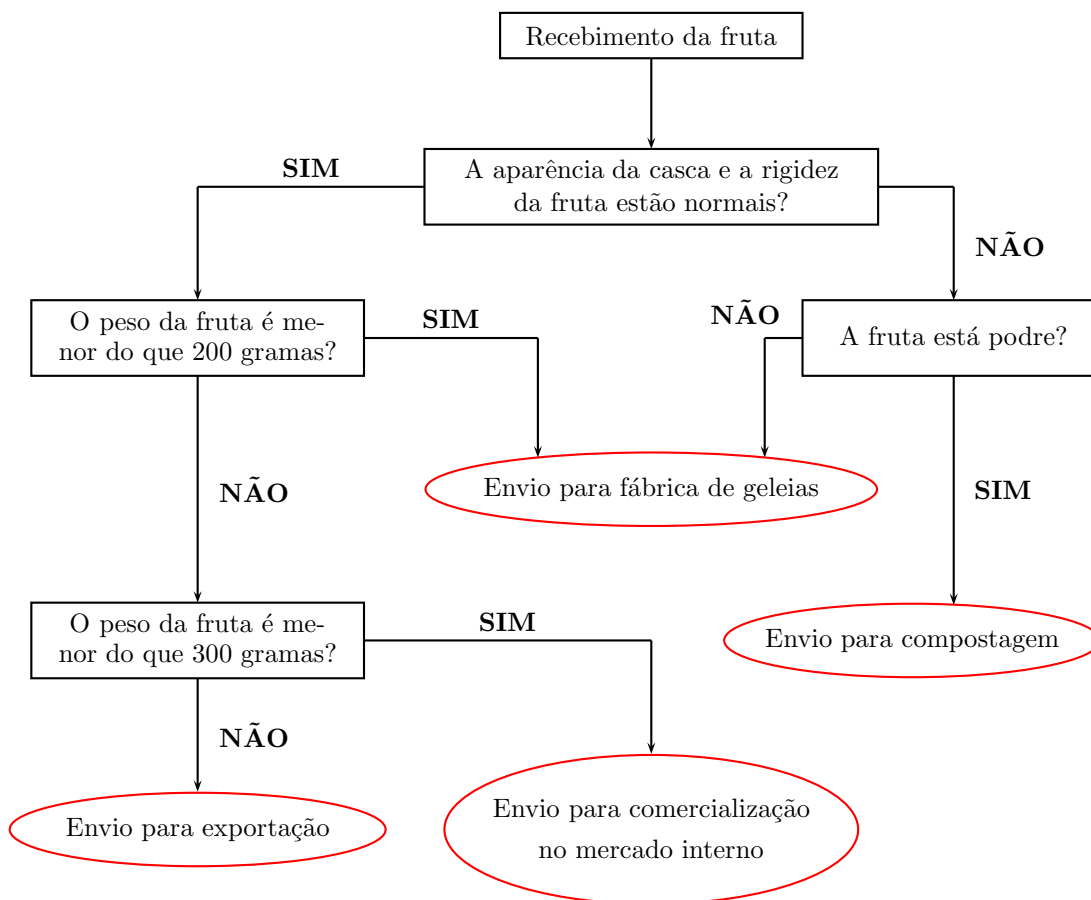 Recebimento da fruta
SIM
A aparência da casca e a rigidez
da fruta estão normais?
NÃO
O peso da fruta é me-
nor do que 200 gramas?
SIM
NÃO
A fruta está podre?
NÃO
Envio para fábrica de geleias
SIM
O peso da fruta é me-
nor do que 300 gramas?
SIM
Envio para compostagem
NÃO
Envio para exportação
Envio para comercialização
no mercado interno